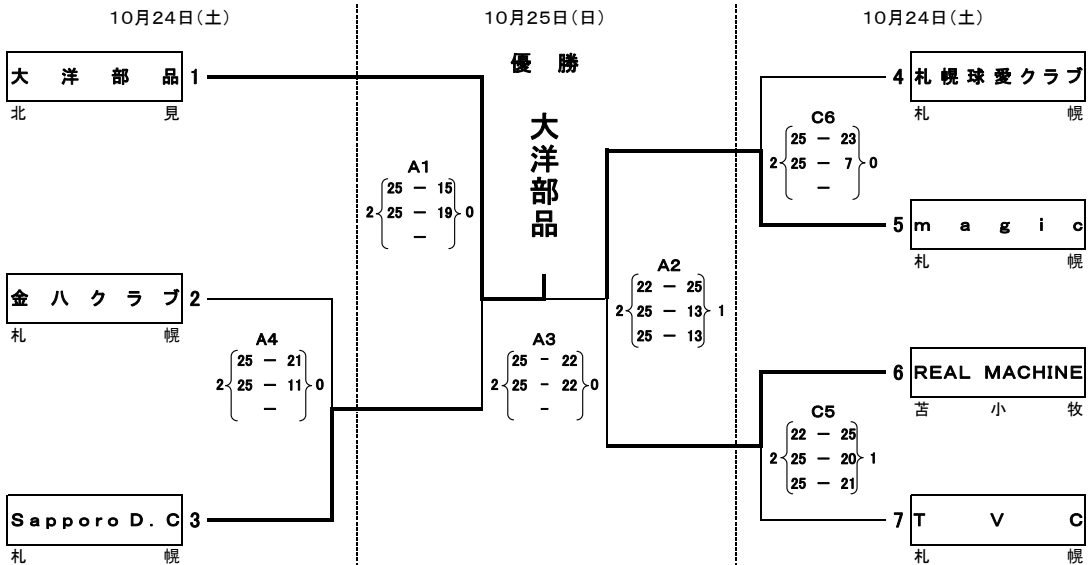 10月24日(土)
10月25日(日)
10月24日(土)
優 勝
大洋部品
大 洋 部 品 1
北 見
A1
25 － 15
2 25 － 19 0
－
金 八 ク ラ ブ 2
札 幌
A4
25 － 21
2 25 － 11 0
－
Sapporo D. C 3
札 幌
A3
25 - 22
2 25 - 22 0
-
A2
22 － 25
2 25 － 13 1
25 － 13
4 札幌球愛クラブ
札 幌
C6
25 － 23
2 25 － 7 0
－
5 m a g i c
札 幌
6 REAL MACHINE
苫 小 牧
C5
22 － 25
2 25 － 20 1
25 － 21
7 T V C
札 幌